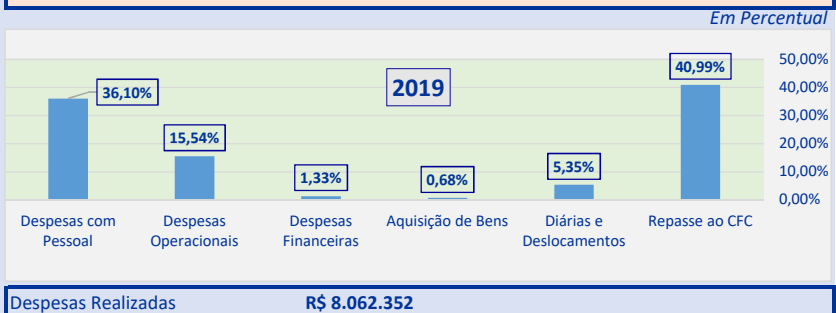 Em Percentual
2019
50,00%
40,00%
30,00%
20,00%
10,00%
0,00%
36,10%
15,54%
1,33%
0,68%
5,35%
40,99%
Despesas com
Pessoal
Despesas
Operacionais
Despesas
Financeiras
Aquisição de Bens
Diárias e
Deslocamentos
Repasse ao CFC
Despesas Realizadas R$ 8.062.352